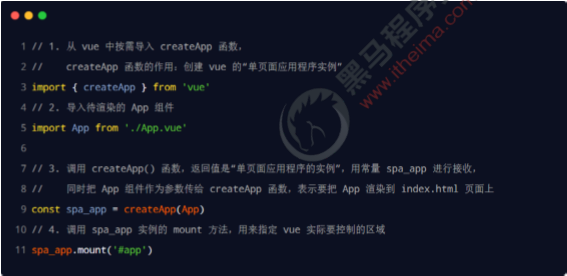 1 // 1. 从 vue 中按需导入 createApp 函数，
2 //    createApp 函数的作用：创建 vue 的“单页面应用程序实例”
3 import { createApp } from 'vue'
4 // 2. 导入待渲染的 App 组件
5 import App from './App.vue'
6
7 // 3. 调用 createApp() 函数，返回值是“单页面应用程序的实例”，用常量 spa_app 进行接收，
8 //    同时把 App 组件作为参数传给 createApp 函数，表示要把 App 渲染到 index.html 页面上
9 const spa_app = createApp(App)
10 // 4. 调用 spa_app 实例的 mount 方法，用来指定 vue 实际要控制的区域
11 spa_app.mount('#app')
黑马程序
www.itheima.com